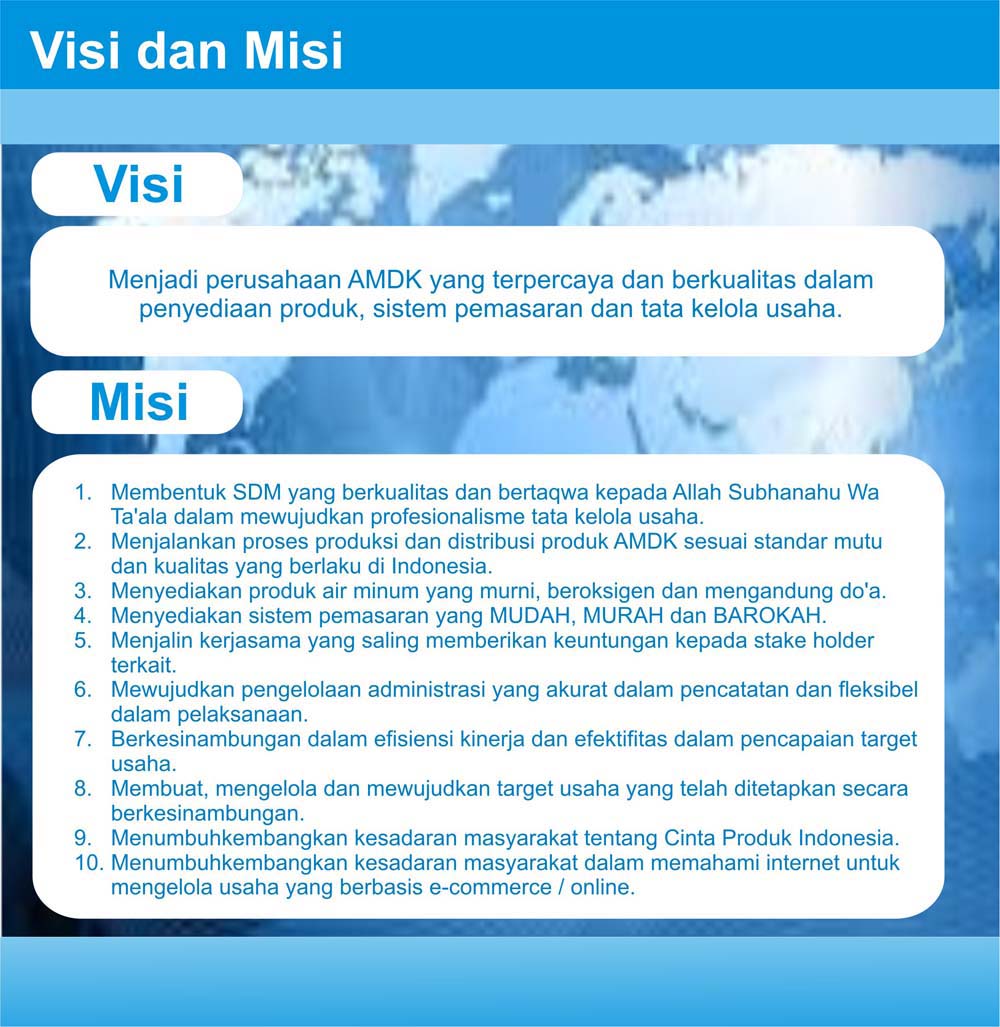 Visi dan Misi
Visi
Menjadi perusahaan AMDK yang terpercaya dan berkualitas dalam
penyediaan produk, sistem pemasaran dan tata kelola usaha.
Misi
1. Membentuk SDM yang berkualitas dan bertaqwa kepada Allah Subhanahu Wa
Ta'ala dalam mewujudkan profesionalisme tata kelola usaha.
2. Menjalankan proses produksi dan distribusi produk AMDK sesuai standar mutu
dan kualitas yang berlaku di Indonesia.
3. Menyediakan produk air minum yang murni, beroksigen dan mengandung do'a.
4. Menyediakan sistem pemasaran yang MUDAH, MURAH dan BAROKAH.
5. Menjalin kerjasama yang saling memberikan keuntungan kepada stake holder
terkait.
6. Mewujudkan pengelolaan administrasi yang akurat dalam pencatatan dan fleksibel
dalam pelaksanaan.
7. Berkesinambungan dalam efisiensi kinerja dan efektifitas dalam pencapaian target
usaha.
8. Membuat, mengelola dan mewujudkan target usaha yang telah ditetapkan secara
berkesinambungan.
9. Menumbuhkembangkan kesadaran masyarakat tentang Cinta Produk Indonesia.
10. Menumbuhkembangkan kesadaran masyarakat dalam memahami internet untuk
mengelola usaha yang berbasis e-commerce / online.